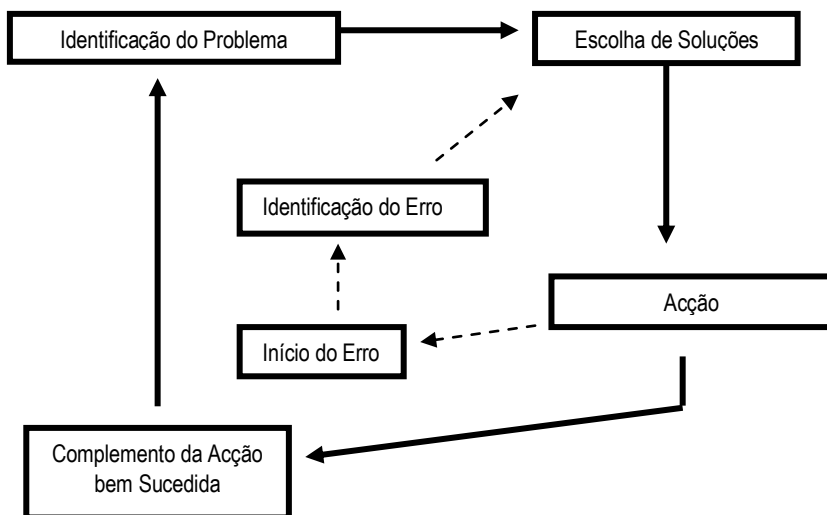 Identificação do Problema
Escolha de Soluções
Identificação do Erro
Acção
Início do Erro
Complemento da Acção
bem Sucedida